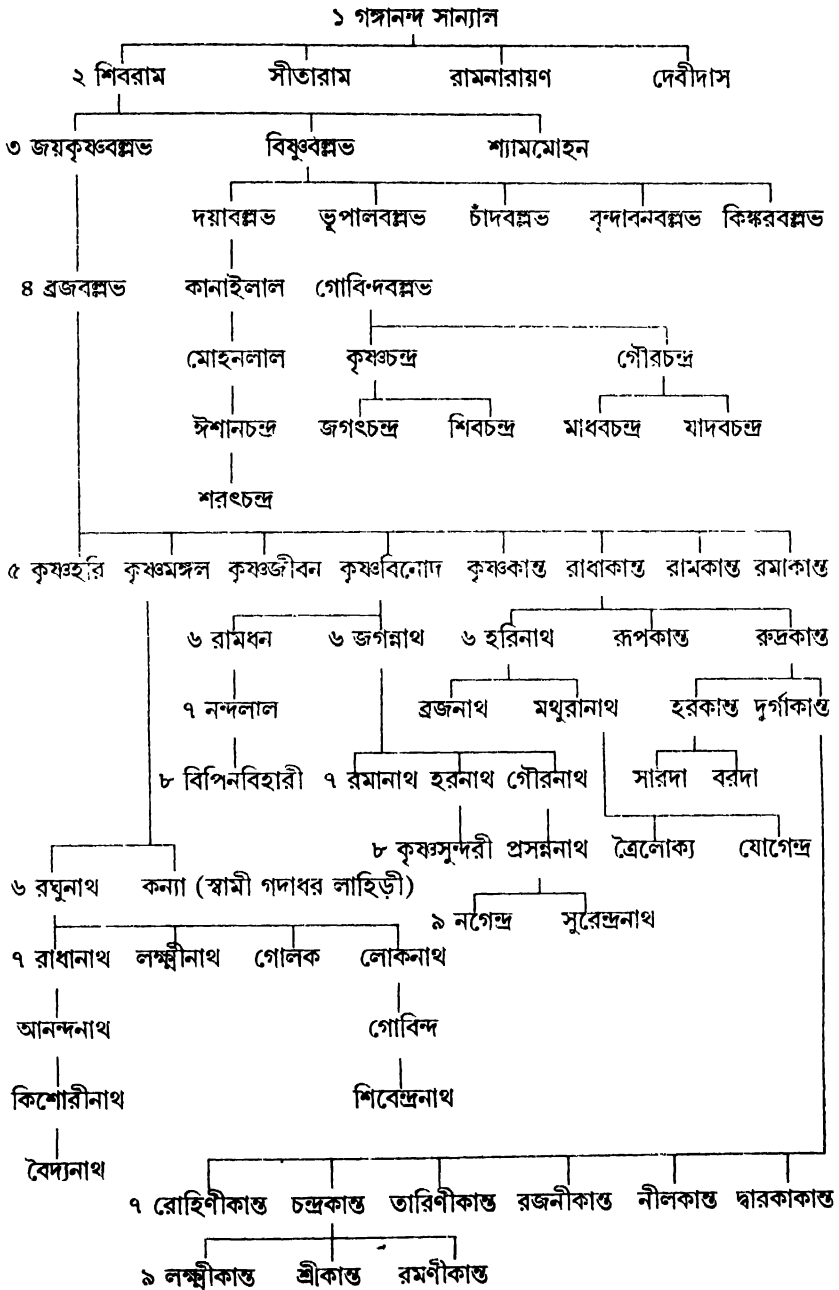 ১ গঙ্গানন্দ সান্যাল
২ শিবরাম সীতারাম রামনারায়ণ দেবীদাস
৩ জয়কৃষ্ণবল্লভ বিষ্ণুবল্লভ শ্যামমোহন
দয়াবল্লভ ভূপালবল্লভ চাঁদবল্লভ বৃন্দাবনবল্লভ কিঙ্করবল্লভ
৪ ব্রজবল্লভ কানাইলাল গোবিন্দবল্লভ
মোহনলাল কৃষ্ণচন্দ্র গৌরচন্দ্র
ঈশানচন্দ্র জগৎচন্দ্র শিবচন্দ্র মাধবচন্দ্র যাদবচন্দ্র
শরৎচন্দ্র
৫ কৃষ্ণহরি কৃষ্ণমঙ্গল কৃষ্ণজীবন কৃষ্ণবিনোদ কৃষ্ণকান্ত রাধাকান্ত রামকান্ত রমাকান্ত
৬ রামধন ৬ জগন্নাথ ৬ হরিনাথ রূপকান্ত রুদ্রকান্ত
৭ নন্দলাল ব্রজনাথ মথুরানাথ হরকান্ত দুর্গাকান্ত
৮ বিপিনবিহারী ৭ রমানাথ হরনাথ গৌরনাথ সারদা বরদা
৮ কৃষ্ণসুন্দরী প্রসন্ননাথ ত্রৈলোক্য যোগেন্দ্র
৬ রঘুনাথ কন্যা (স্বামী গদাধর লাহিড়ী)
৯ নগেন্দ্র সুরেন্দ্রনাথ
৭ রাধানাথ লক্ষ্মীনাথ গোলক লোকনাথ
আনন্দনাথ গোবিন্দ
কিশোরীনাথ শিবেন্দ্রনাথ
বৈদ্যনাথ
৭ রোহিণীকান্ত চন্দ্রকান্ত তারিণীকান্ত রজনীকান্ত নীলকান্ত দ্বারকাকান্ত
৯ লক্ষ্মীকান্ত শ্রীকান্ত রমণীকান্ত